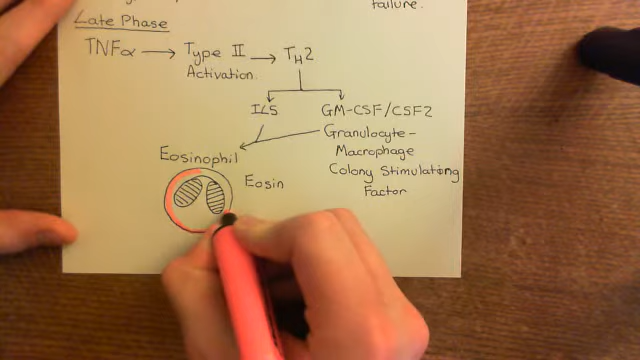 failure.
Late Phase
TNFα → Type II → TH2
Activation.
IL5 GM-CSF/CSF2
Granulocyte -
Macrophage
Colony Stimulating
Factor
Eosinophil
Eosin